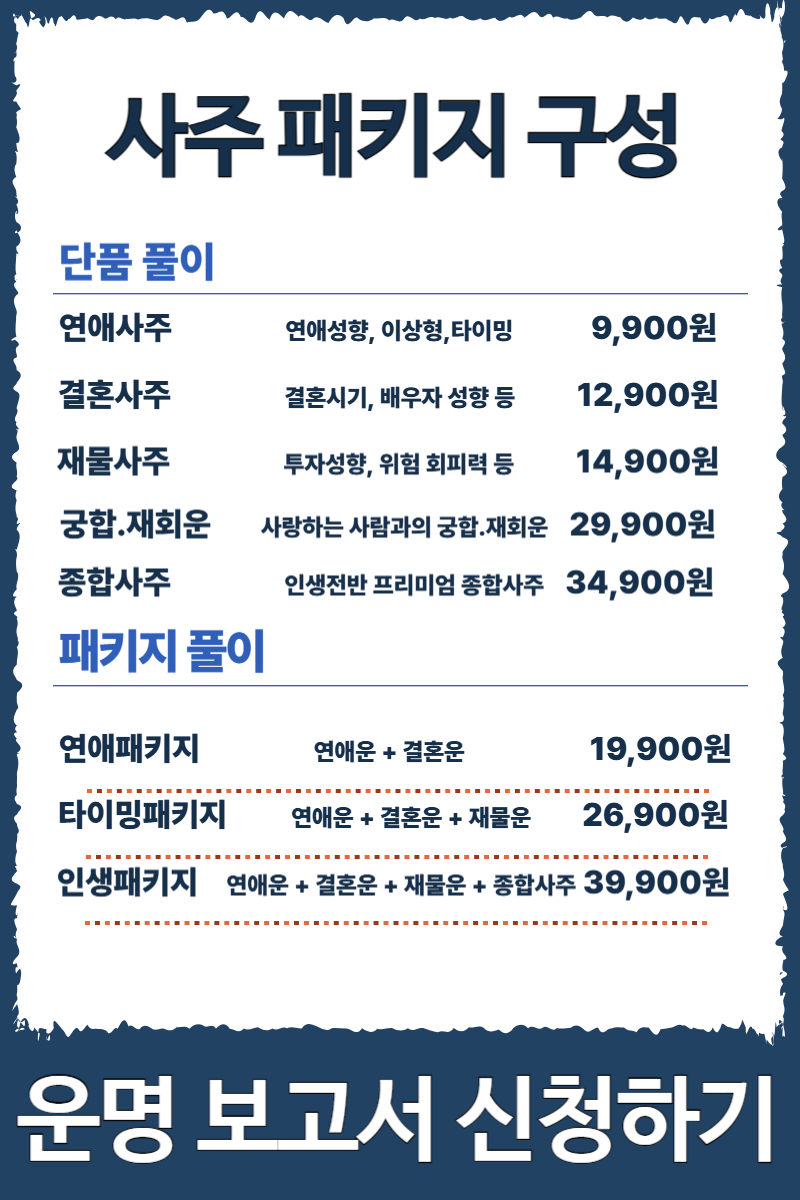 사주 패키지 구성
단품 풀이
연애사주 연애성향, 이상형,타이밍 9,900원
결혼사주 결혼시기, 배우자 성향 등 12,900원
재물사주 투자성향, 위험 회피력 등 14,900원
궁합.재회운 사랑하는 사람과의 궁합.재회운 29,900원
종합사주 인생전반 프리미엄 종합사주 34,900원
패키지 풀이
연애패키지 연애운 + 결혼운 19,900원
타이밍패키지 연애운 + 결혼운 + 재물운 26,900원
인생패키지 연애운 + 결혼운 + 재물운 + 종합사주 39,900원
운명 보고서 신청하기